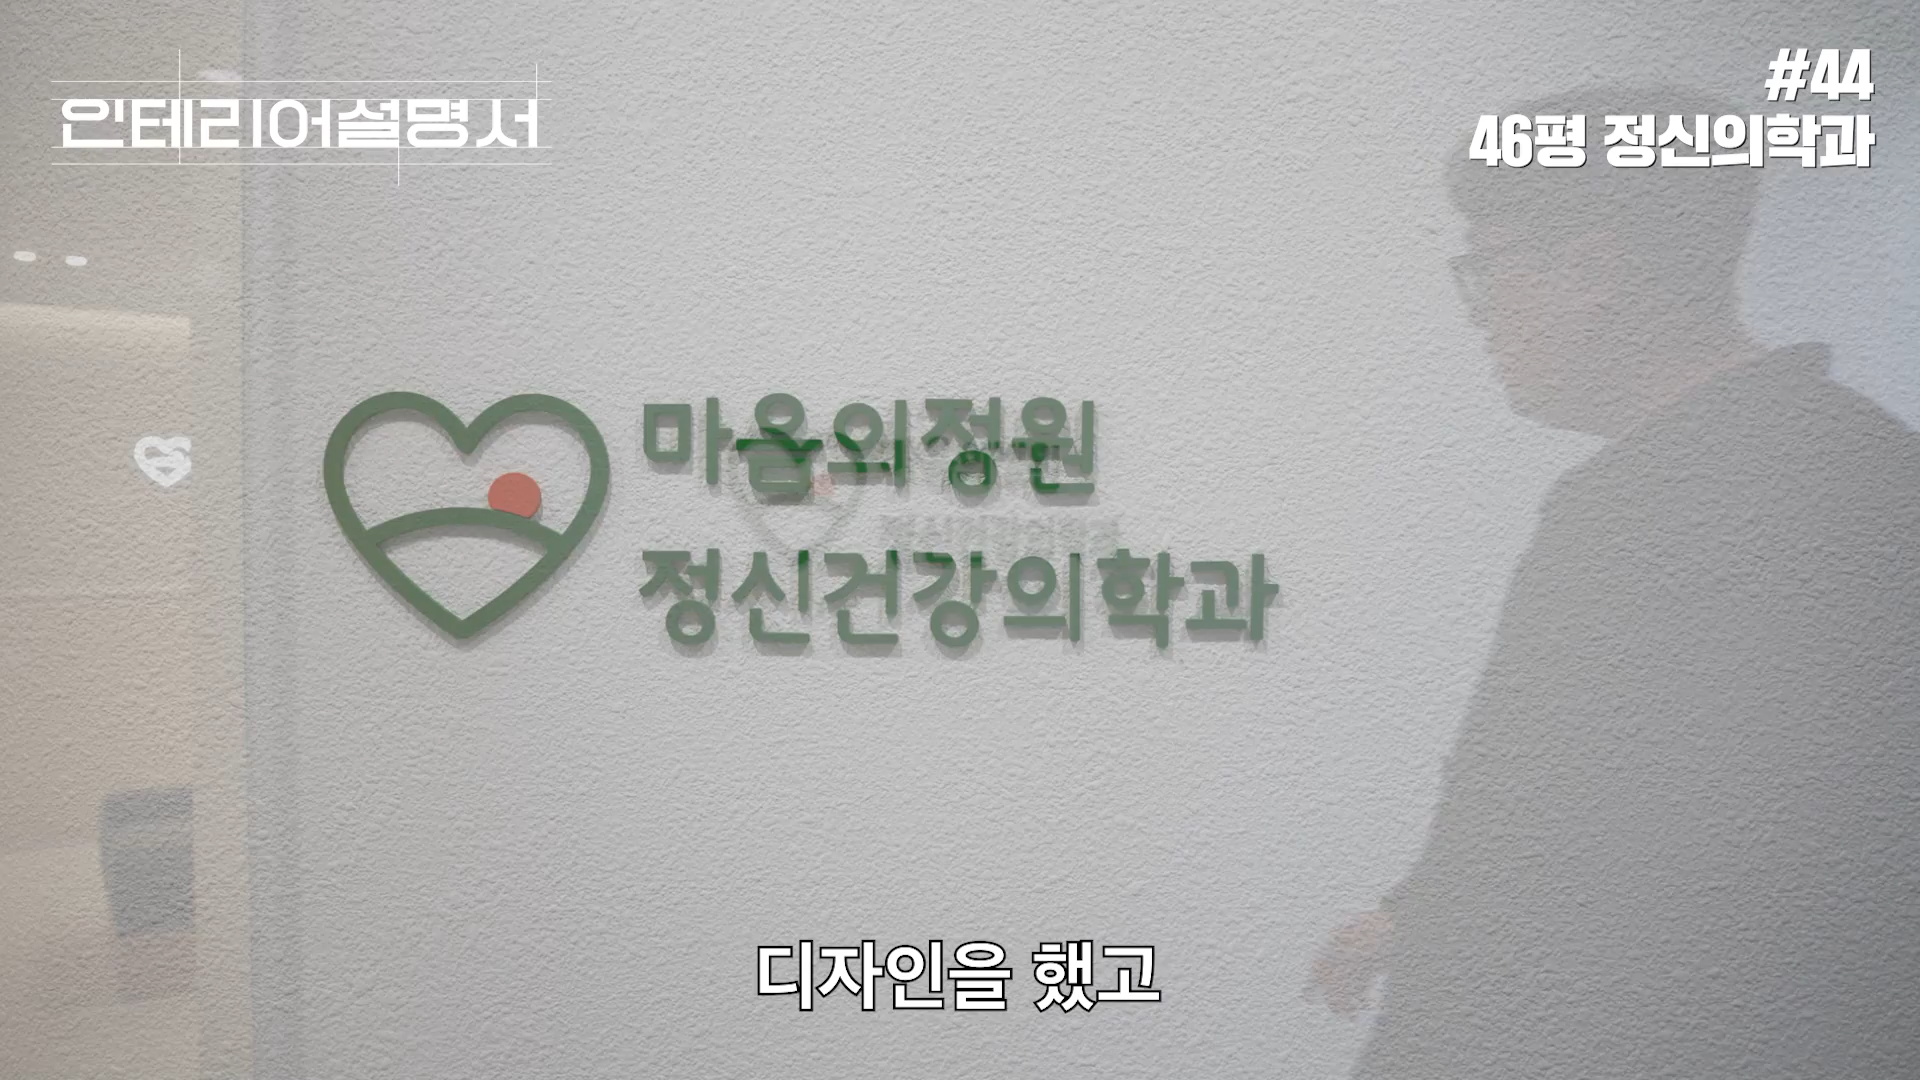 인테리어설명서
#44
46평 정신의학과
마음의정원
정신건강의학과
디자인을 했고